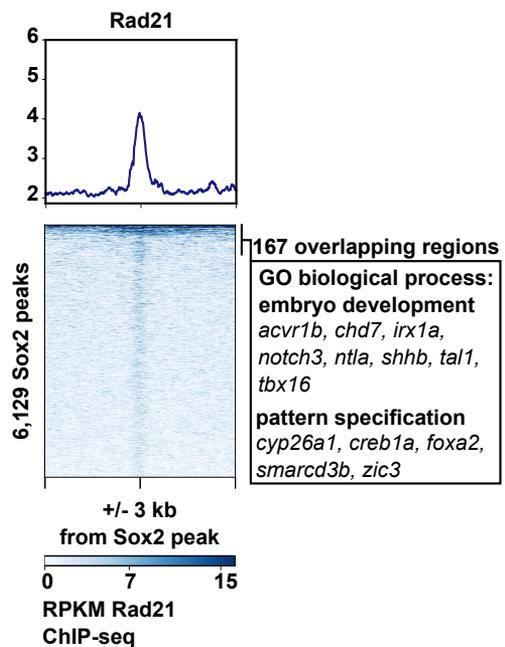 Rad21
6
5
4
3
2
6,129 Sox2 peaks
167 overlapping regions
GO biological process:
embryo development
acvr1b, chd7, irx1a,
notch3, ntla, shhb, tal1,
tbx16
pattern specification
cyp26a1, creb1a, foxa2,
smarcd3b, zic3
+/- 3 kb
from Sox2 peak
0 7 15
RPKM Rad21
ChIP-seq